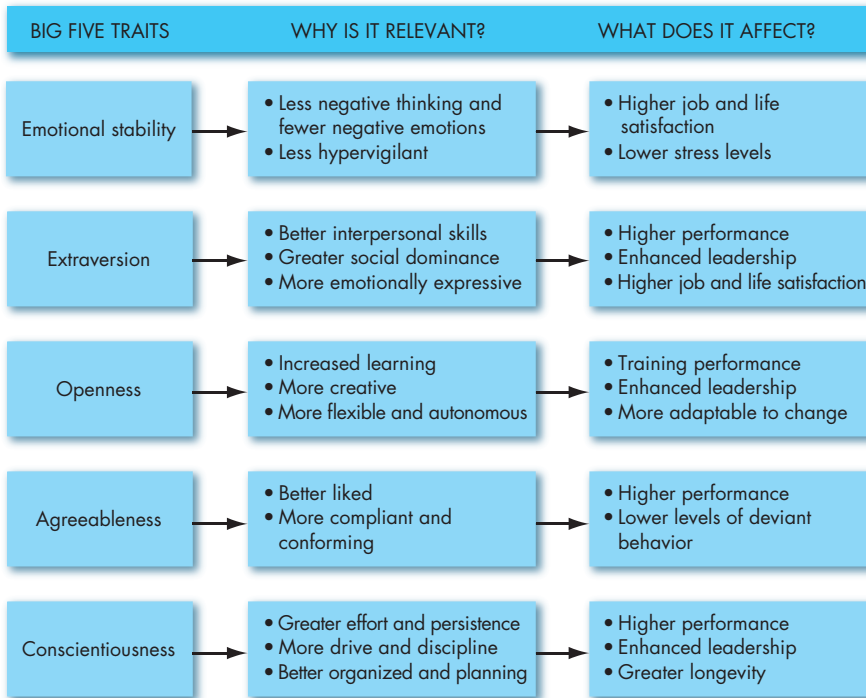 BIG FIVE TRAITS
WHY IS IT RELEVANT?
WHAT DOES IT AFFECT?
Emotional stability
• Less negative thinking and
fewer negative emotions
• Less hypervigilant
• Higher job and life
satisfaction
• Lower stress levels
Extraversion
• Better interpersonal skills
• Greater social dominance
• More emotionally expressive
• Higher performance
• Enhanced leadership
• Higher job and life satisfaction
Openness
• Increased learning
• More creative
• More flexible and autonomous
• Training performance
• Enhanced leadership
• More adaptable to change
Agreeableness
• Better liked
• More compliant and
conforming
• Higher performance
• Lower levels of deviant
behavior
Conscientiousness
• Greater effort and persistence
• More drive and discipline
• Better organized and planning
• Higher performance
• Enhanced leadership
• Greater longevity